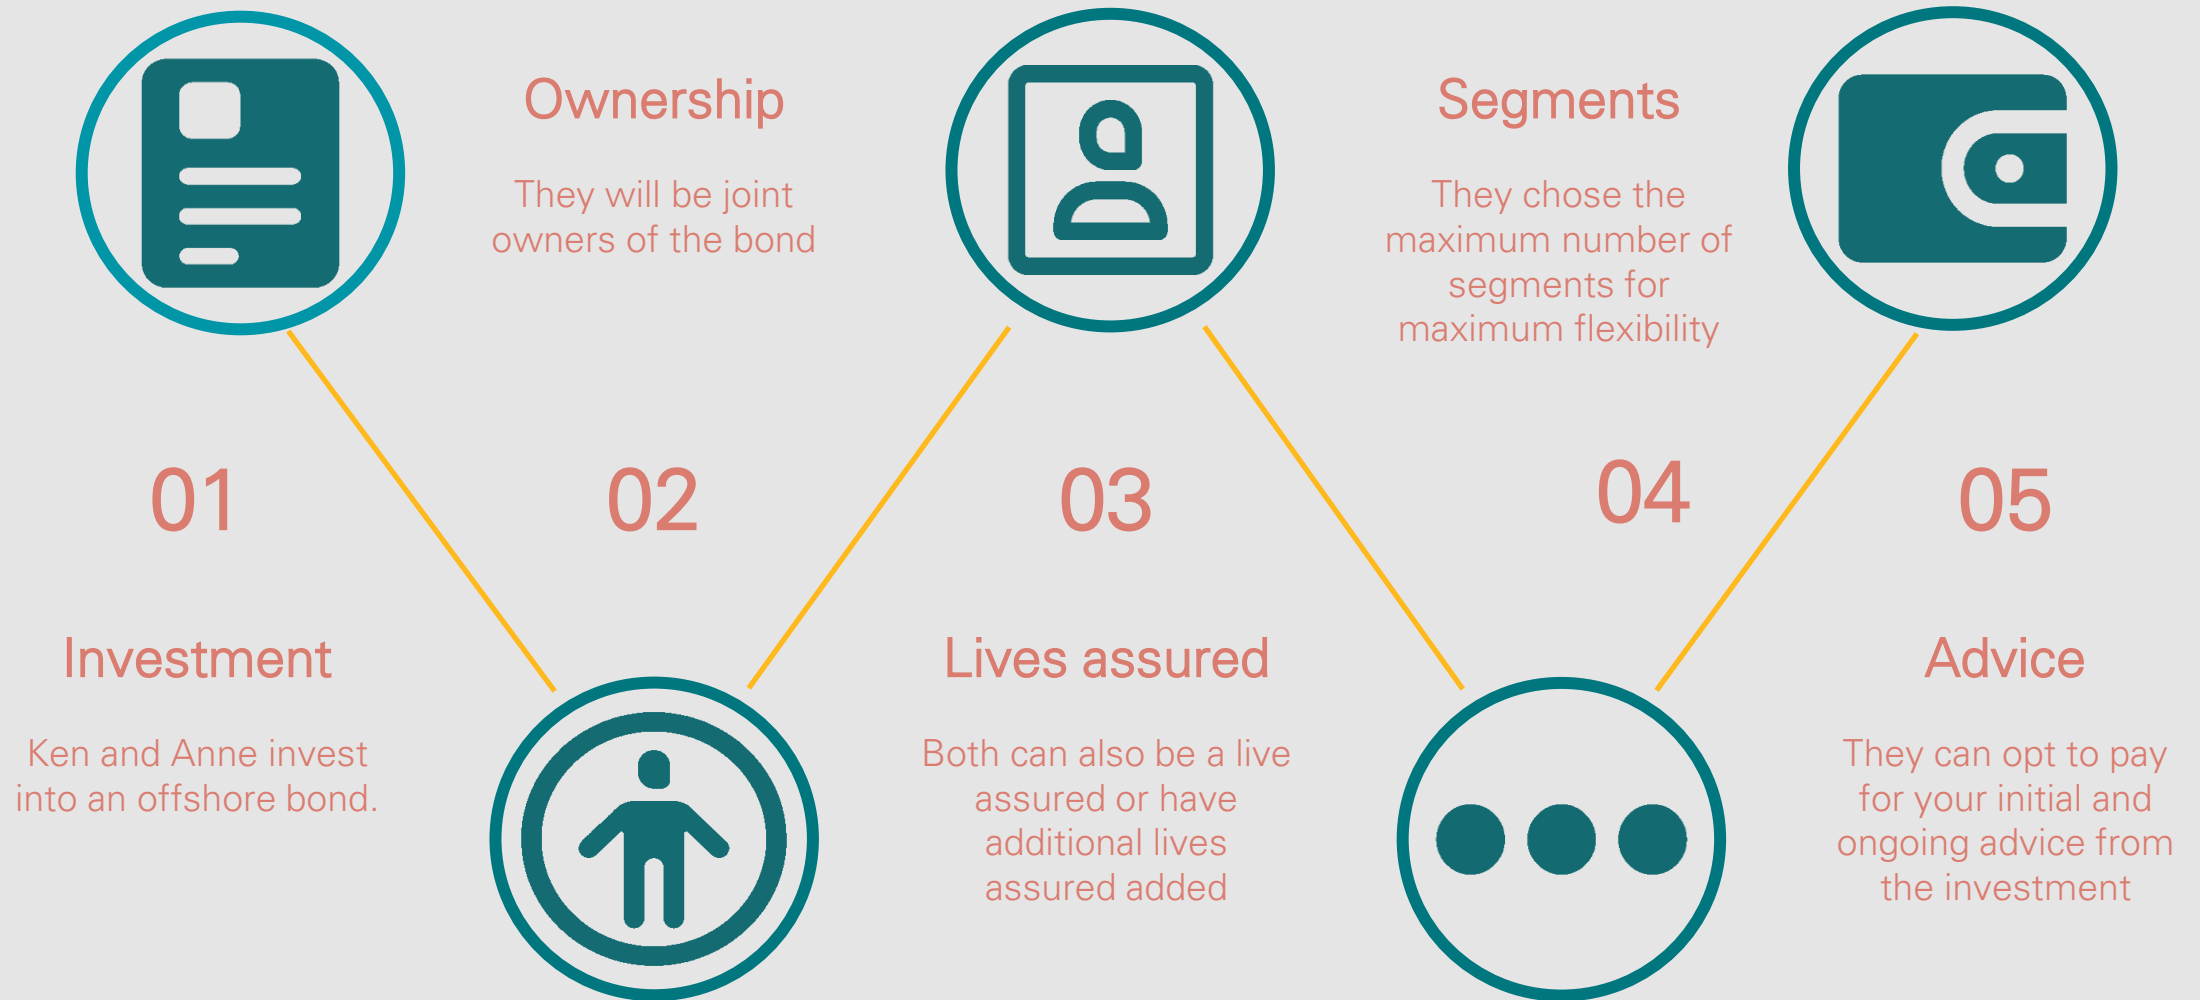 01
Investment
Ken and Anne invest
into an offshore bond.
Ownership
They will be joint
owners of the bond
02
03
Lives assured
Both can also be a live
assured or have
additional lives
assured added
Segments
They chose the
maximum number of
segments for
maximum flexibility
04
05
Advice
They can opt to pay
for your initial and
ongoing advice from
the investment